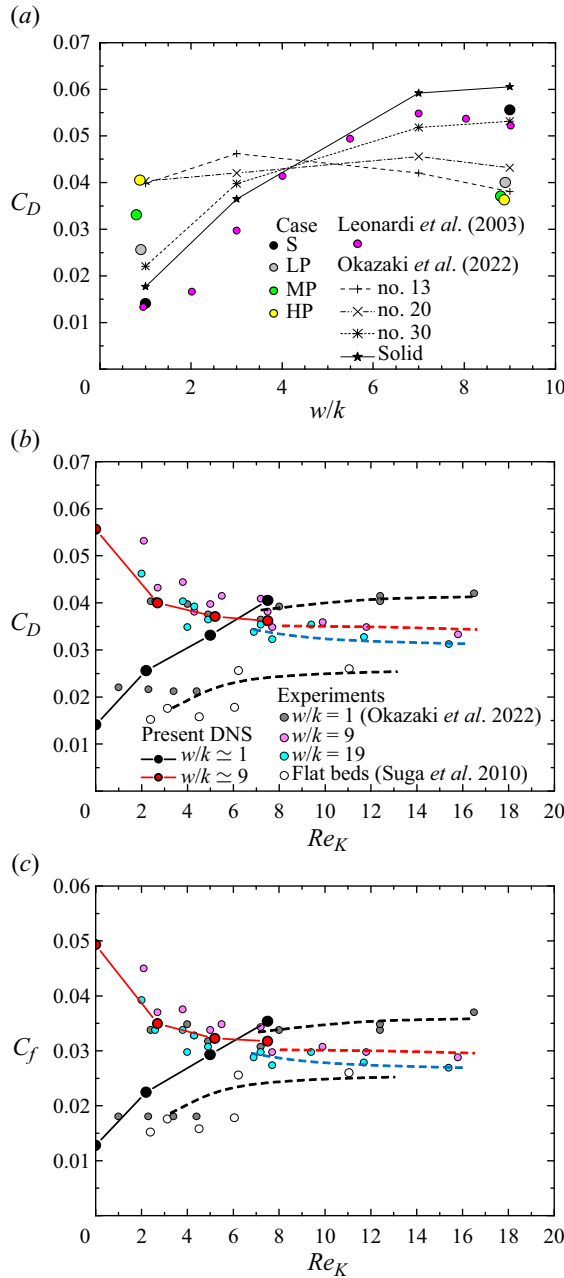 (a)
0.07
0.06
0.05
0.04
0.03
0.02
0.01
C_D
Case
S
LP
MP
HP
Leonardi et al. (2003)
Okazaki et al. (2022)
no. 13
no. 20
no. 30
Solid
0 2 4 6 8 10
w/k
(b)
0.07
0.06
0.05
0.04
0.03
0.02
0.01
C_D
Present DNS
w/k ≃ 1
w/k ≃ 9
Experiments
w/k = 1 (Okazaki et al. 2022)
w/k = 9
w/k = 19
Flat beds (Suga et al. 2010)
0 2 4 6 8 10 12 14 16 18 20
Re_K
(c)
0.06
0.05
0.04
0.03
0.02
0.01
C_f
0 2 4 6 8 10 12 14 16 18 20
Re_K